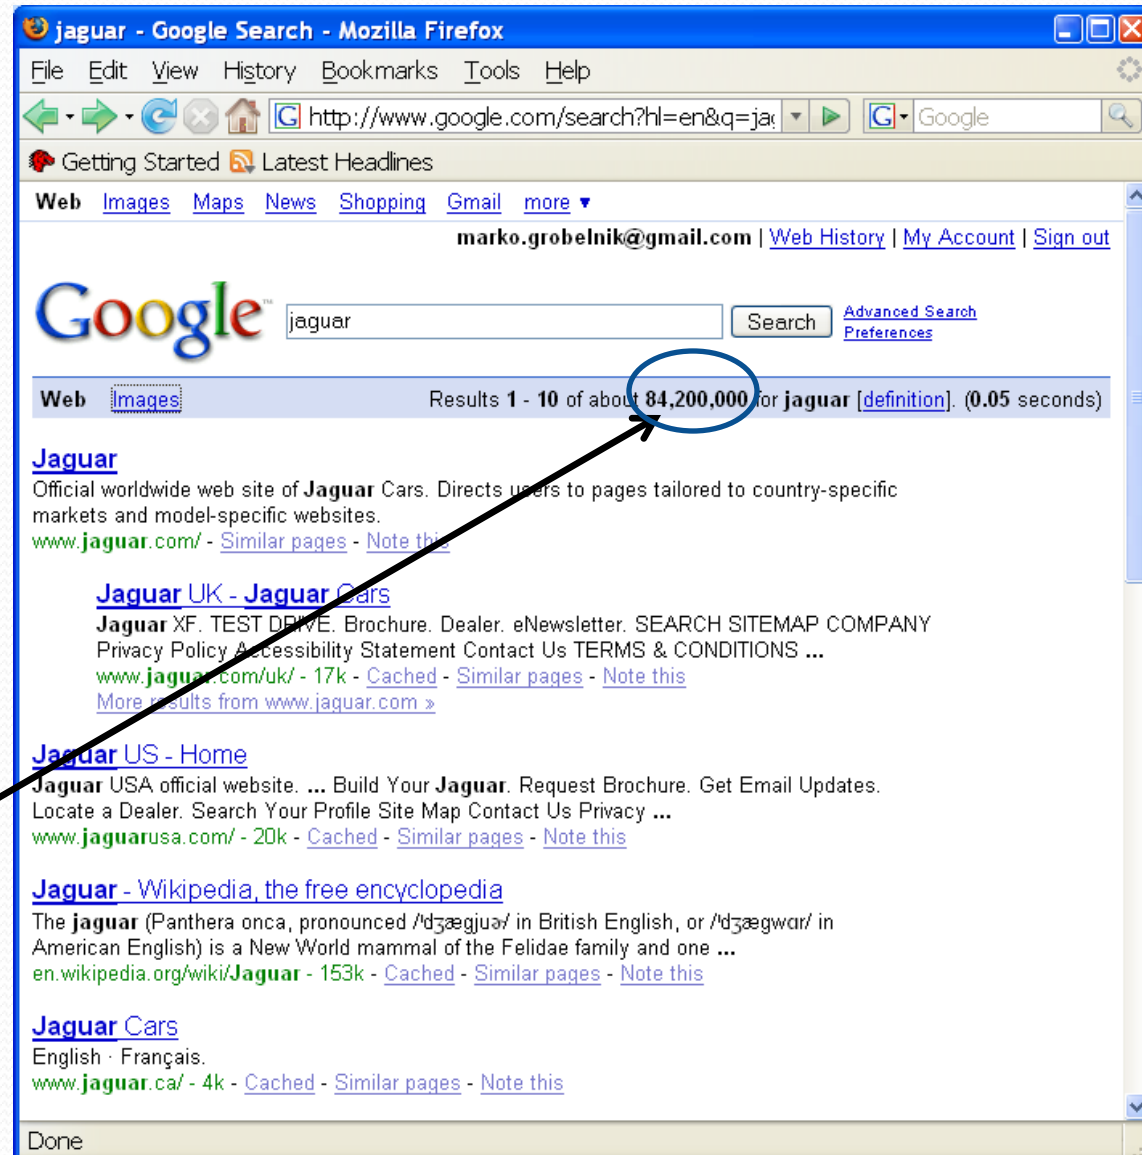 jaguar - Google Search - Mozilla Firefox
File Edit View History Bookmarks Tools Help
http://www.google.com/search?hl=en&q=ja Google
Getting Started Latest Headlines
Web Images Maps News Shopping Gmail more ▼
marko.grobelnik@gmail.com | Web History | My Account | Sign out
Google™ jaguar Search Advanced Search
Preferences
Web Images Results 1 - 10 of about 84,200,000 for jaguar [definition]. (0.05 seconds)
Jaguar
Official worldwide web site of Jaguar Cars. Directs users to pages tailored to country-specific
markets and model-specific websites.
www.jaguar.com/ - Similar pages - Note this
Jaguar UK - Jaguar Cars
Jaguar XF. TEST DRIVE. Brochure. Dealer. eNewsletter. SEARCH SITEMAP COMPANY
Privacy Policy Accessibility Statement Contact Us TERMS & CONDITIONS ...
www.jaguar.com/uk/ - 17k - Cached - Similar pages - Note this
More results from www.jaguar.com »
Jaguar US - Home
Jaguar USA official website. ... Build Your Jaguar. Request Brochure. Get Email Updates.
Locate a Dealer. Search Your Profile Site Map Contact Us Privacy ...
www.jaguarusa.com/ - 20k - Cached - Similar pages - Note this
Jaguar - Wikipedia, the free encyclopedia
The jaguar (Panthera onca, pronounced /ˈdʒægjuɚ/ in British English, or /ˈdʒægwɑr/ in
American English) is a New World mammal of the Felidae family and one ...
en.wikipedia.org/wiki/Jaguar - 153k - Cached - Similar pages - Note this
Jaguar Cars
English · Français.
www.jaguar.ca/ - 4k - Cached - Similar pages - Note this
Done